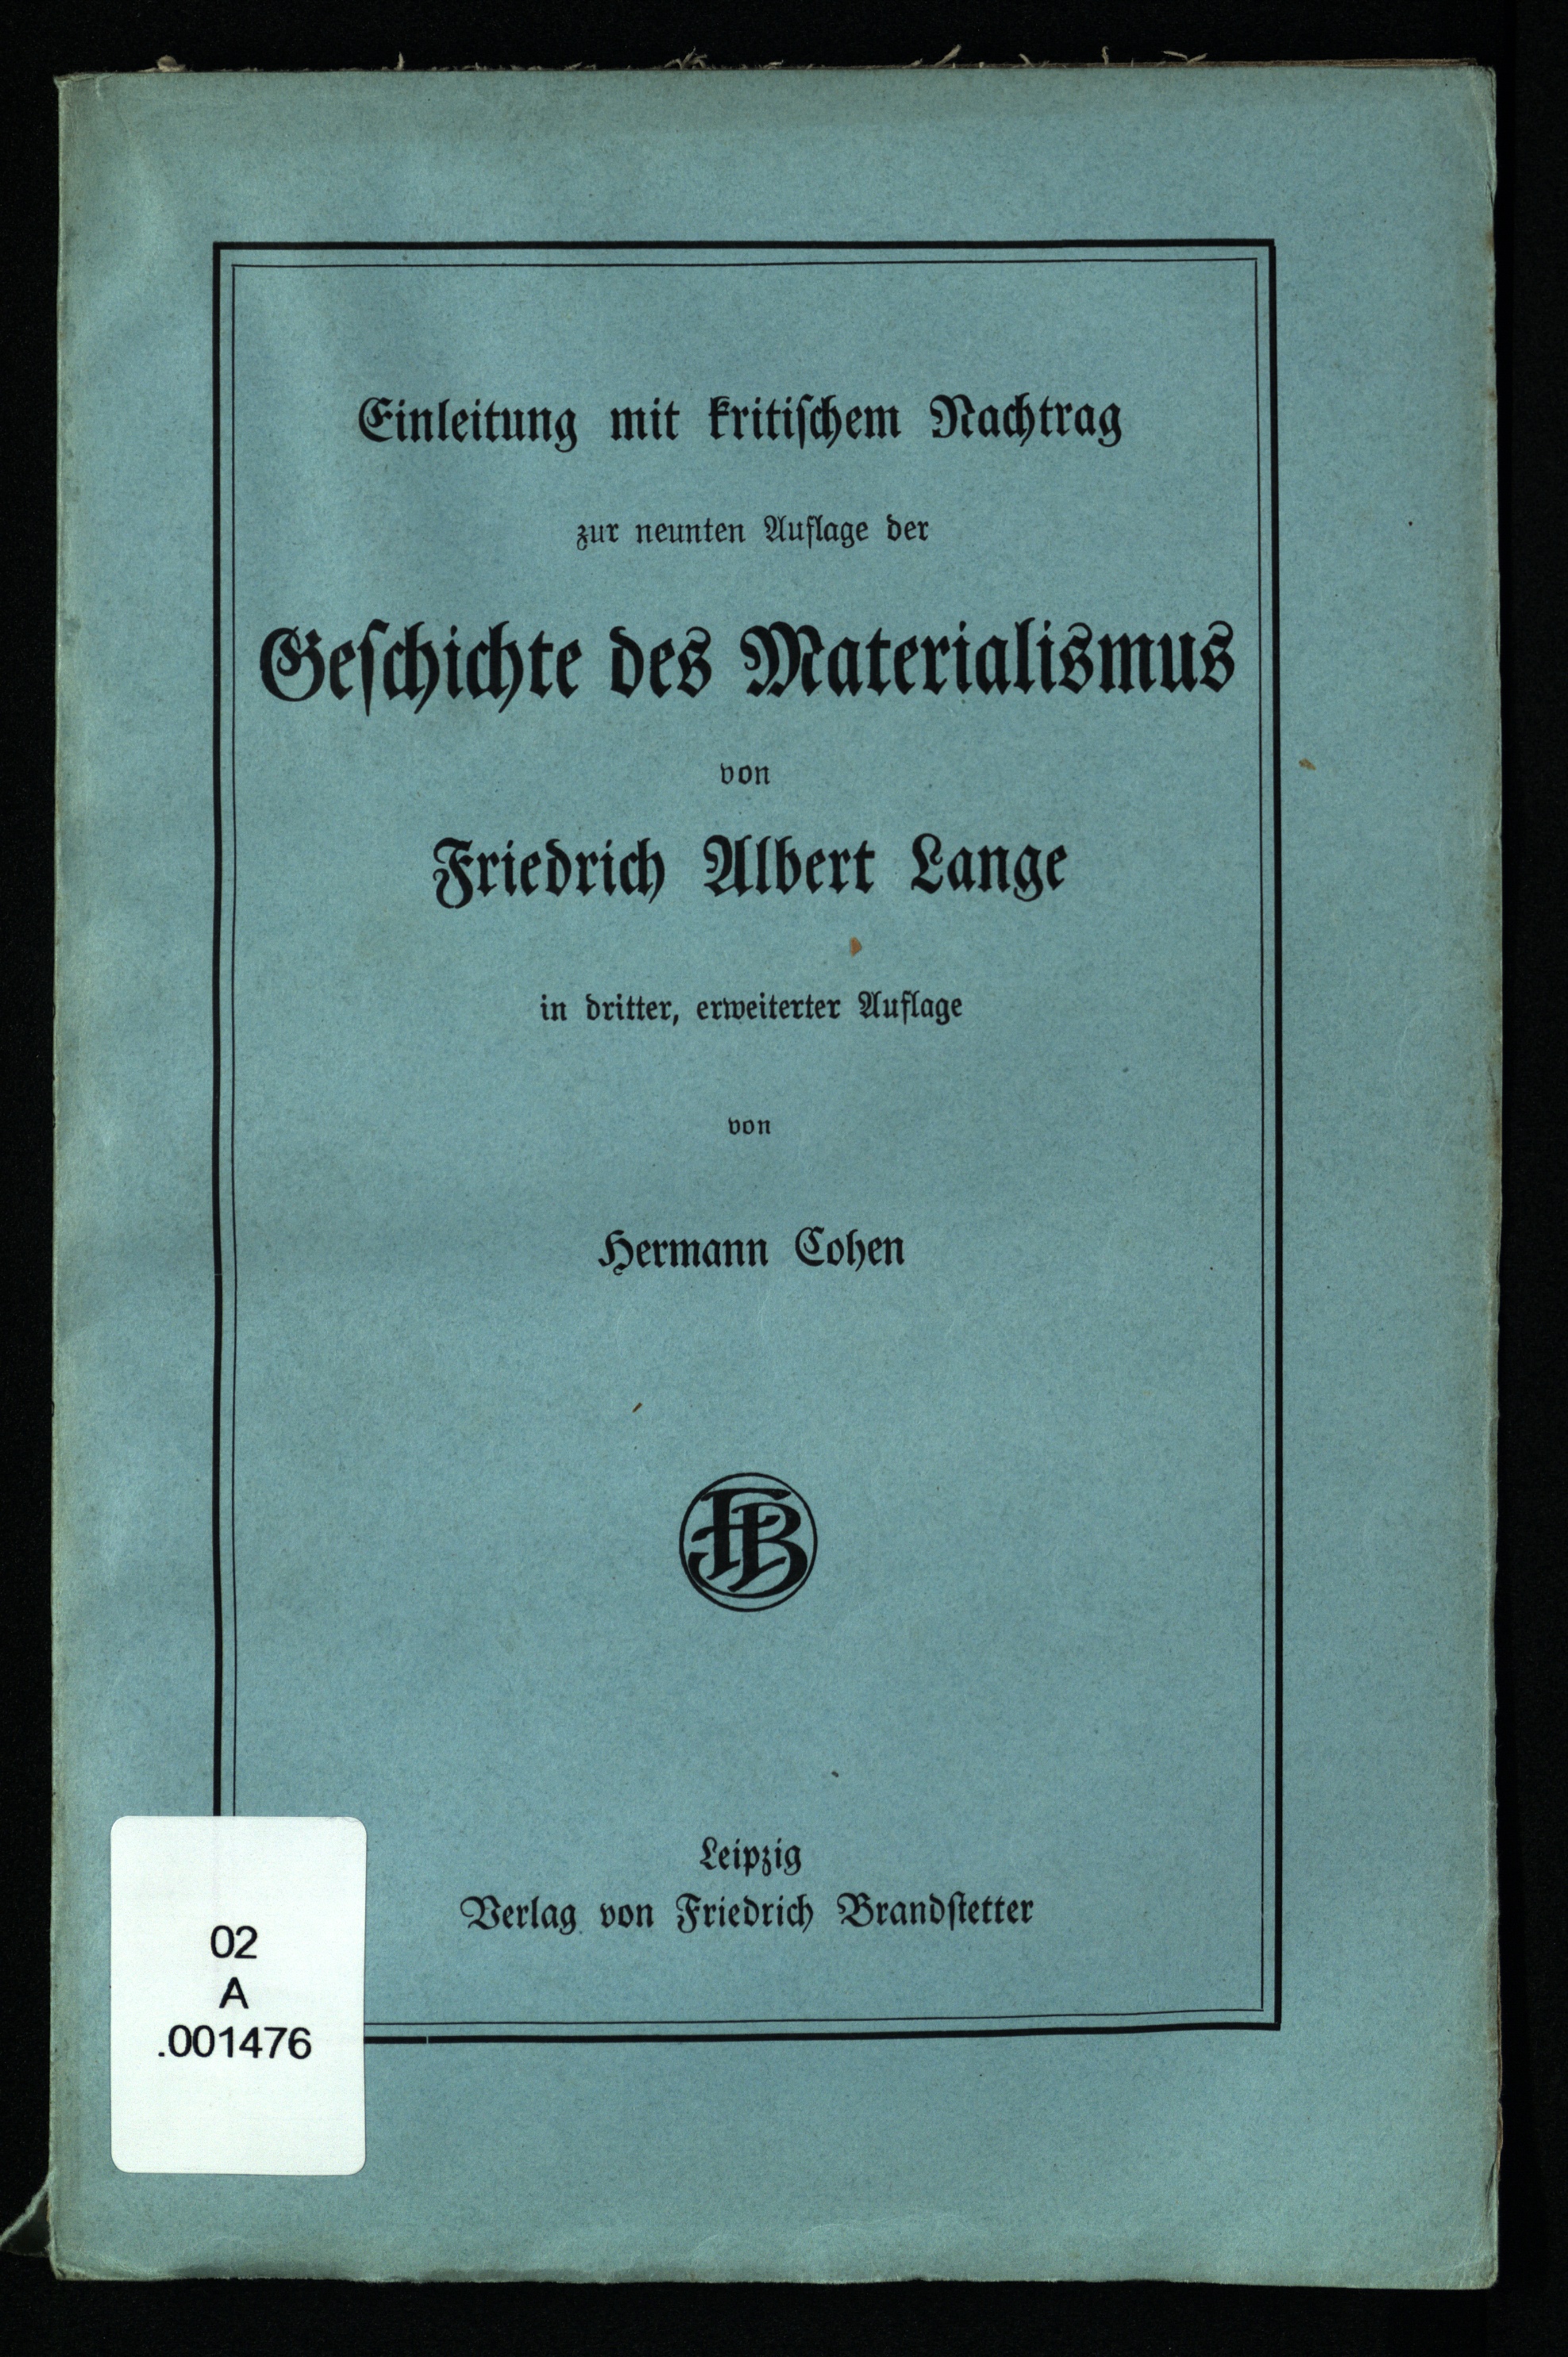 Einleitung mit kritischem Nachtrag
zur neunten Auflage der
Geschichte des Materialismus
von
Friedrich Albert Lange
in dritter, erweiterter Auflage
von
Hermann Cohen
FB
Leipzig
Verlag von Friedrich Brandstetter
02
A
.001476